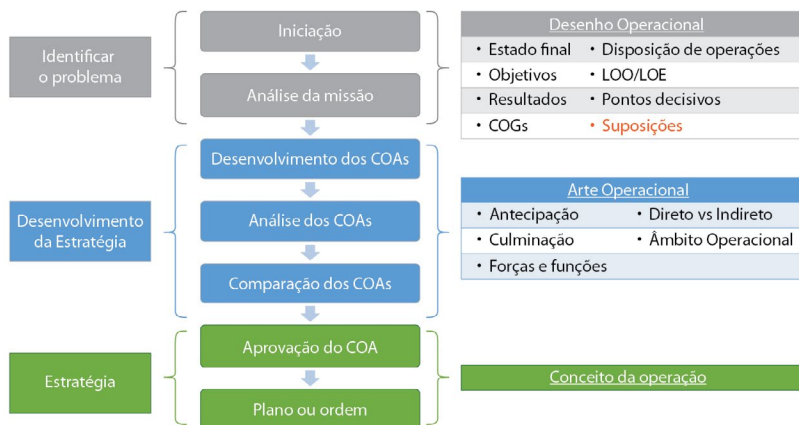 Identificar
o problema
Iniciação
Análise da missão
Desenho Operacional
• Estado final • Disposição de operações
• Objetivos • LOO/LOE
• Resultados • Pontos decisivos
• COGs • Suposições
Desenvolvimento
da Estratégia
Desenvolvimento dos COAs
Análise dos COAs
Comparação dos COAs
Arte Operacional
• Antecipação • Direto vs Indireto
• Culminação • Âmbito Operacional
• Forças e funções
Estratégia
Aprovação do COA
Plano ou ordem
Conceito da operação